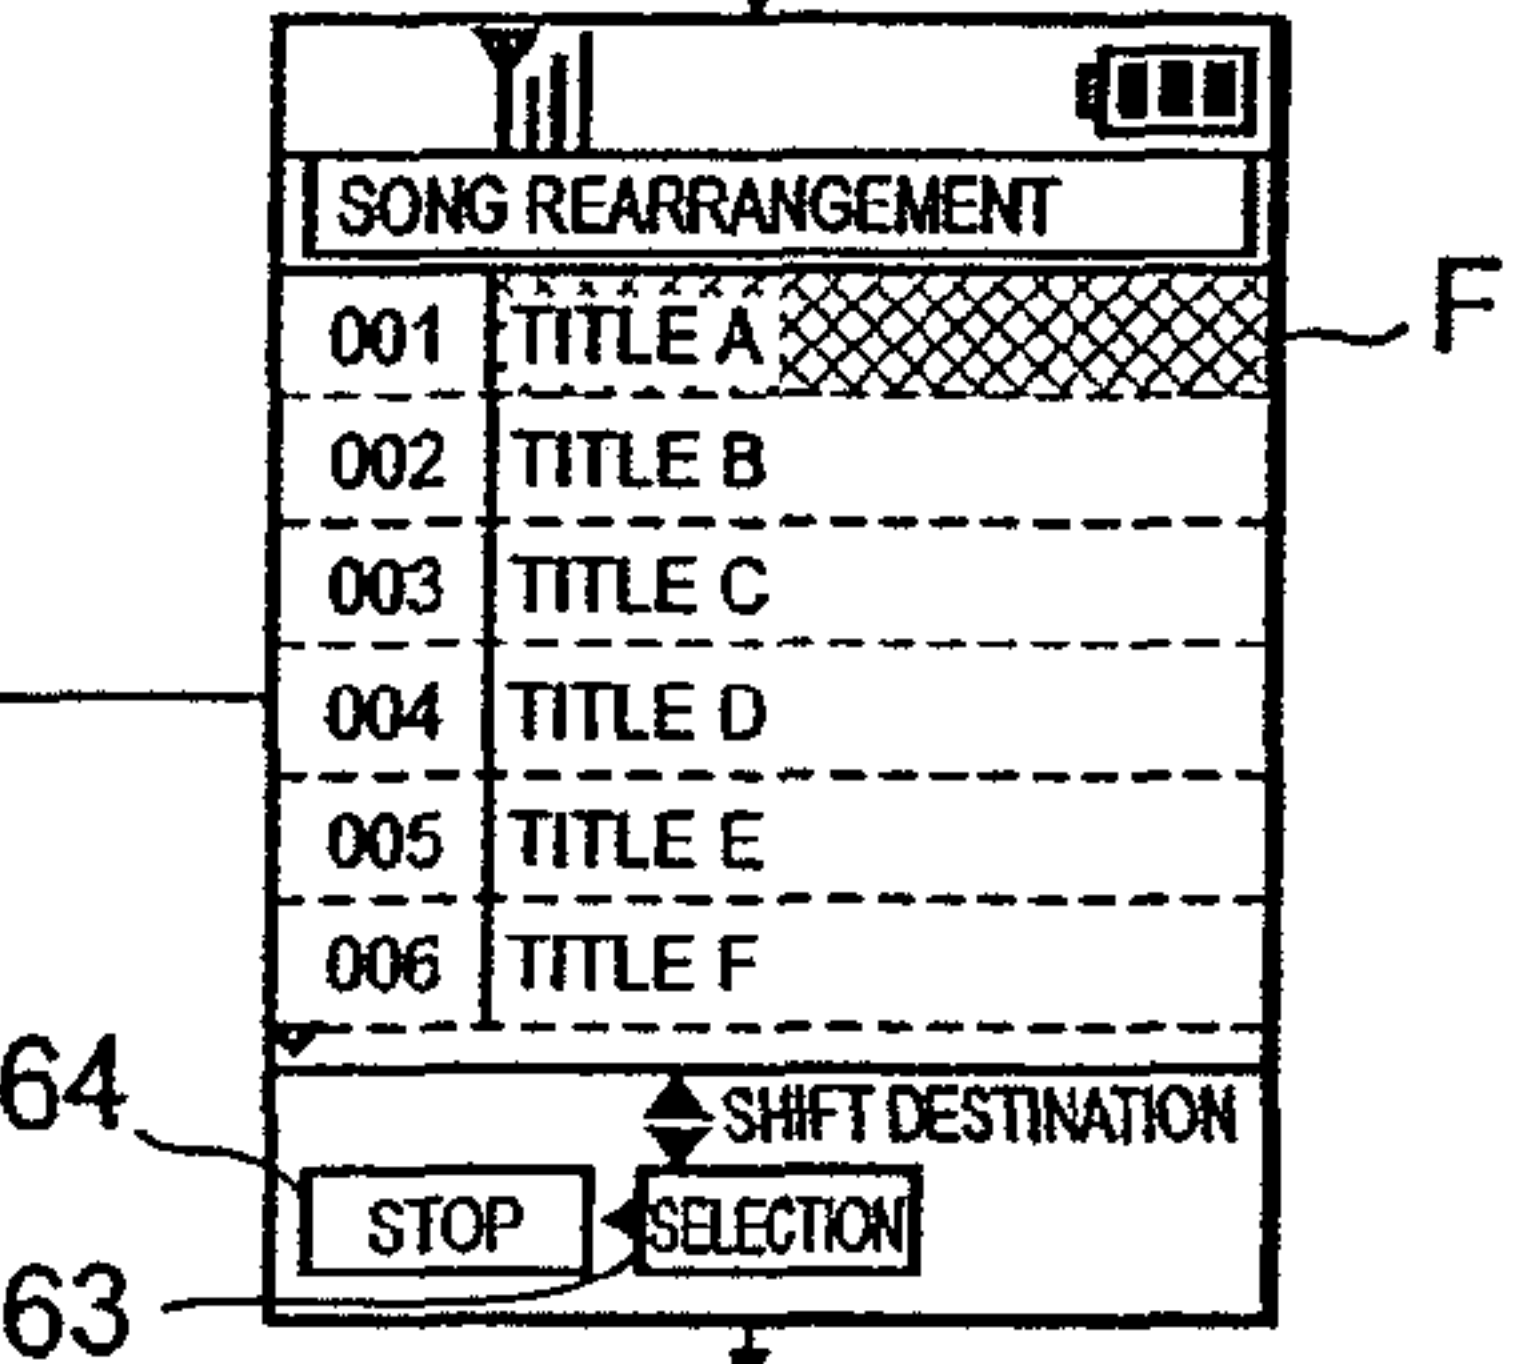 SONG REARRANGEMENT
001 TITLE A
F
002 TITLE B
003 TITLE C
004 TITLE D
005 TITLE E
006 TITLE F
64
SHIFT DESTINATION
STOP SELECTION
63